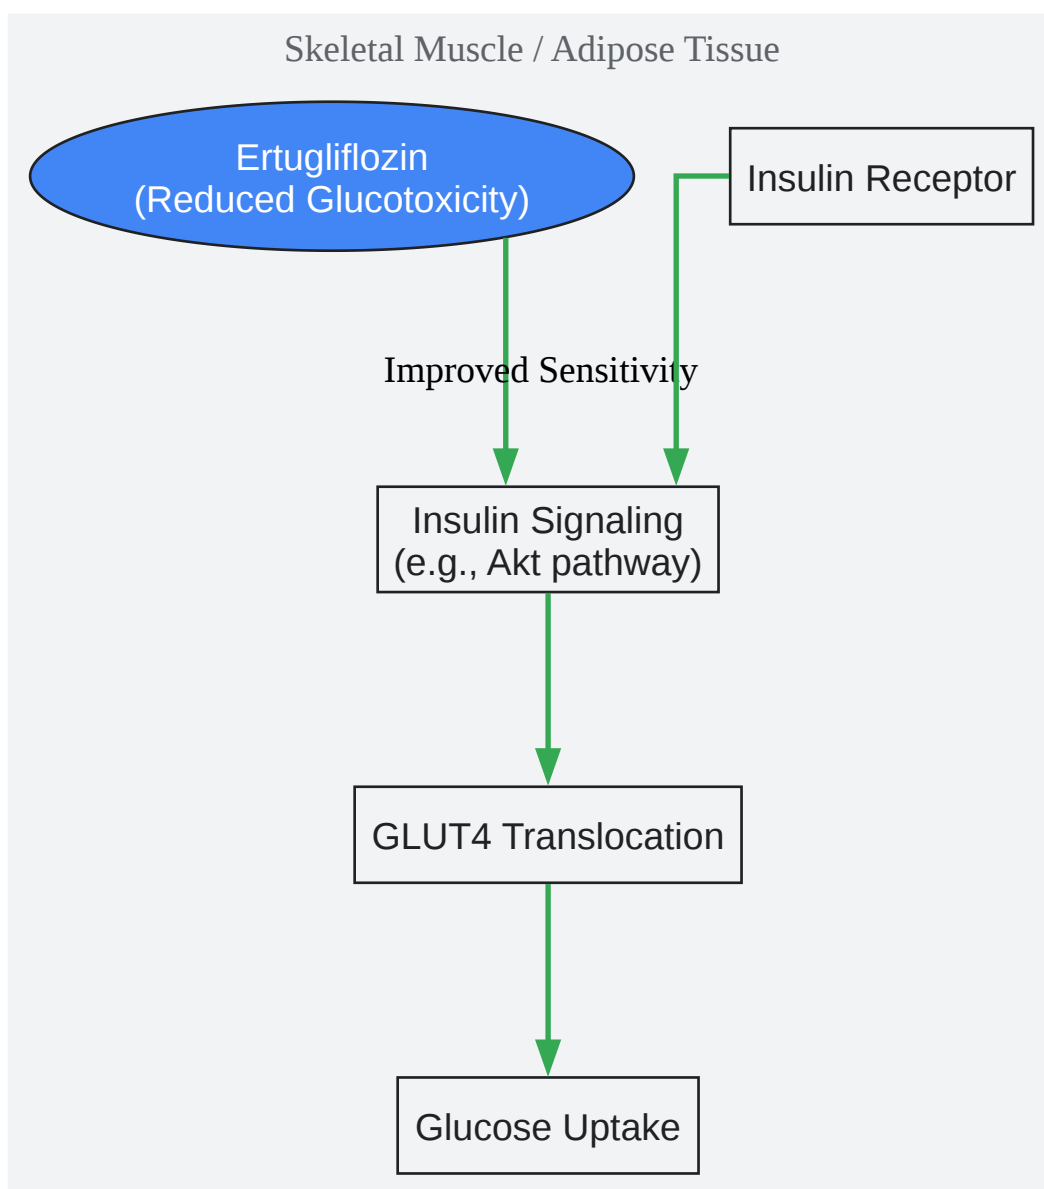 Skeletal Muscle / Adipose Tissue
Ertugliflozin
(Reduced Glucotoxicity)
Insulin Receptor
Improved Sensitivity
Insulin Signaling
(e.g., Akt pathway)
GLUT4 Translocation
Glucose Uptake